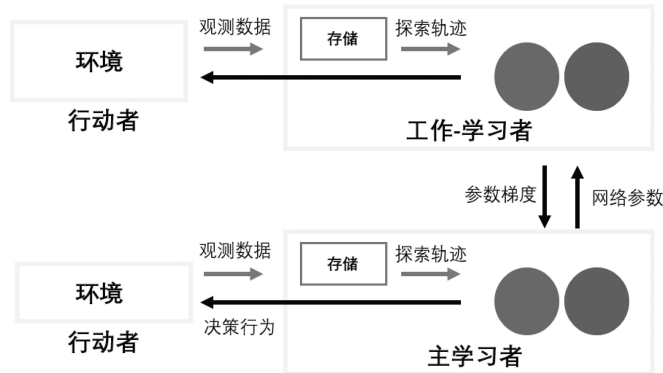 观测数据
存储
探索轨迹
环境
行动者
工作-学习者
参数梯度
网络参数
观测数据
存储
探索轨迹
环境
决策行为
行动者
主学习者